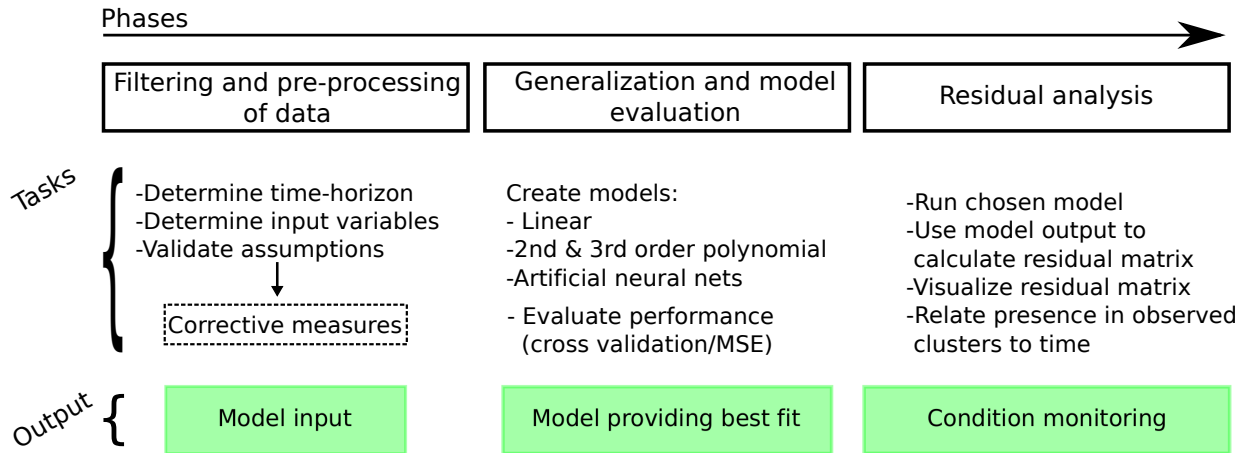 Phases
Filtering and pre-processing
of data
Generalization and model
evaluation
Residual analysis
Tasks
-Determine time-horizon
-Determine input variables
-Validate assumptions
Corrective measures
Create models:
- Linear
-2nd & 3rd order polynomial
-Artificial neural nets
- Evaluate performance
(cross validation/MSE)
-Run chosen model
-Use model output to
calculate residual matrix
-Visualize residual matrix
-Relate presence in observed
clusters to time
Output
Model input
Model providing best fit
Condition monitoring